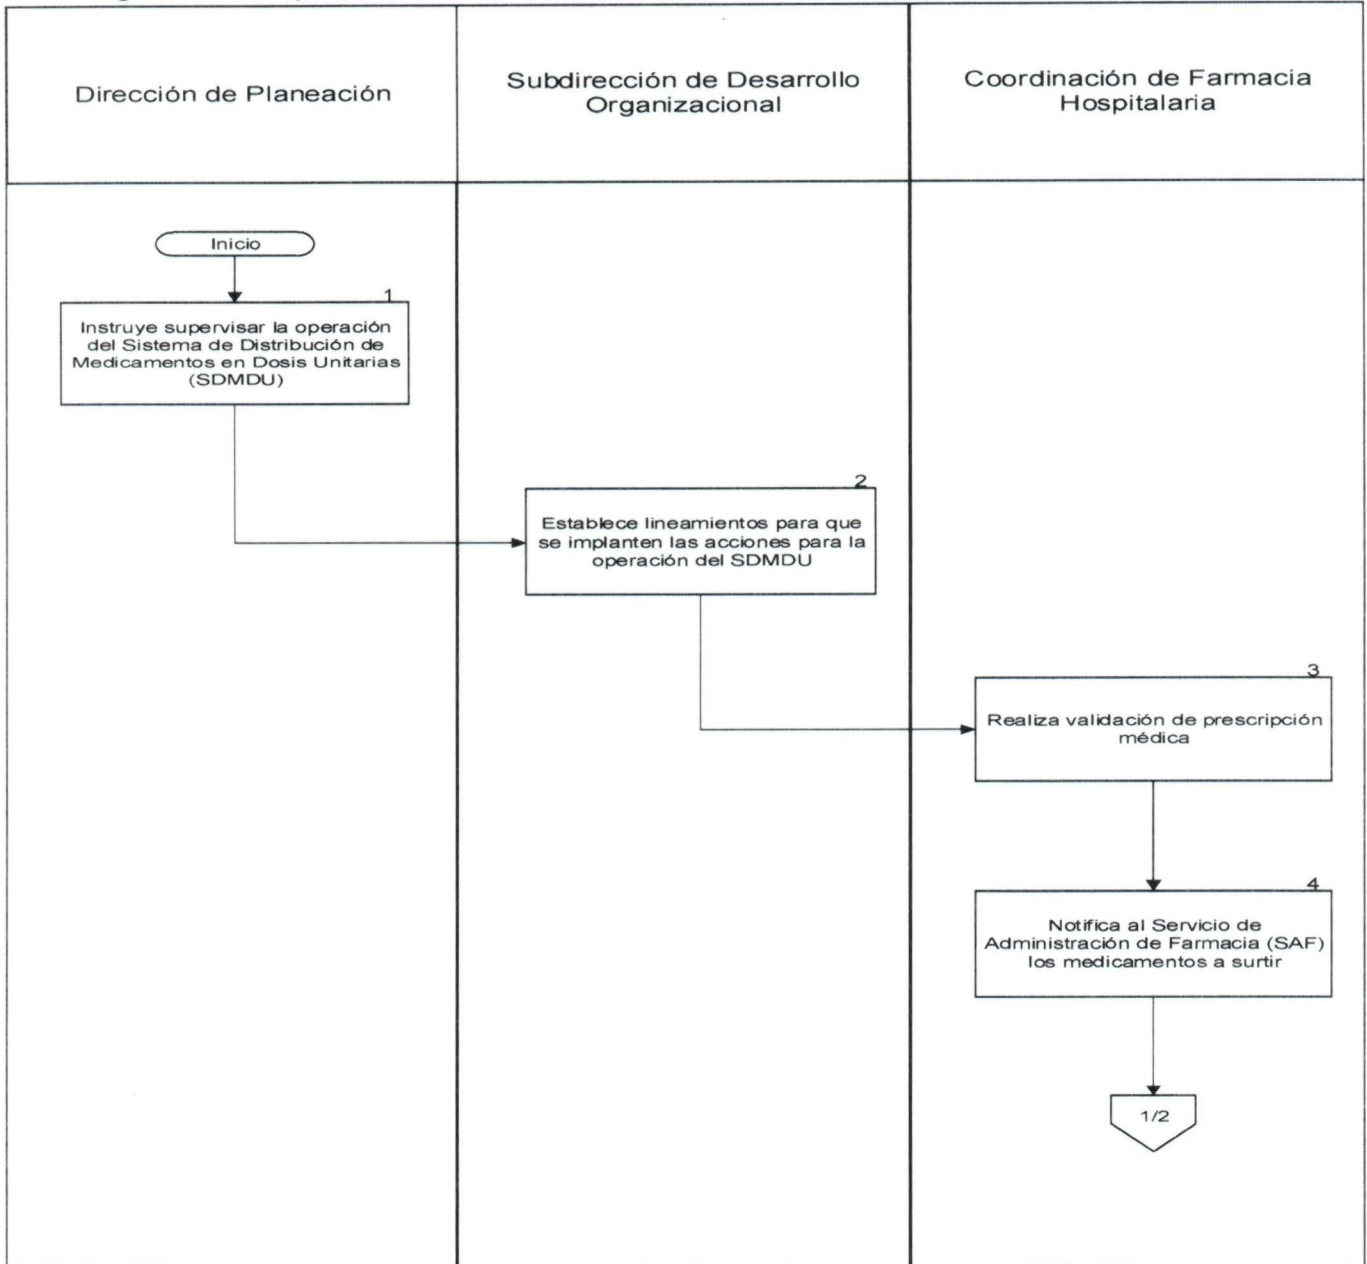 Dirección de Planeación
Subdirección de Desarrollo
Organizacional
Coordinación de Farmacia
Hospitalaria
Inicio
1
Instruye supervisar la operación
del Sistema de Distribución de
Medicamentos en Dosis Unitarias
(SDMDU)
2
Establece lineamientos para que
se implanten las acciones para la
operación del SDMDU
3
Realiza validación de prescripción
médica
4
Notifica al Servicio de
Administración de Farmacia (SAF)
los medicamentos a surtir
1/2